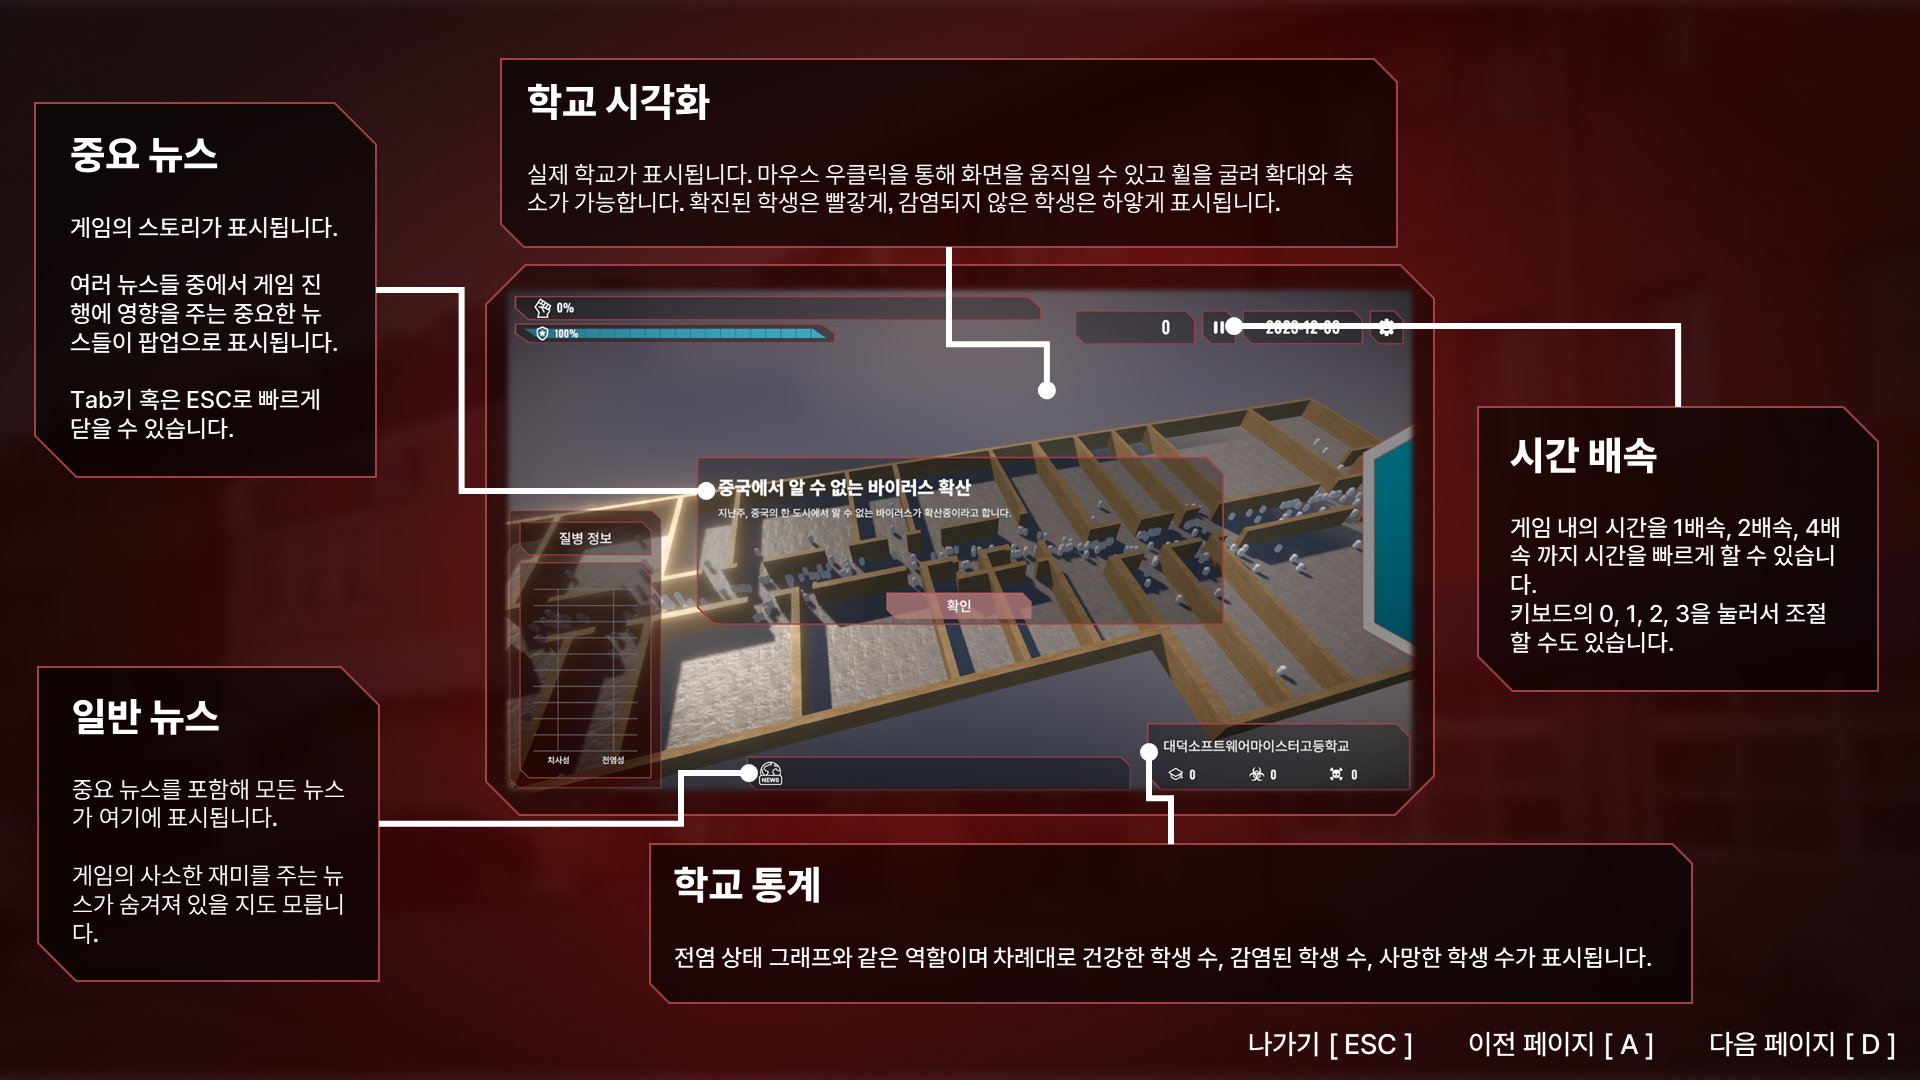 학교 시각화
실제 학교가 표시됩니다. 마우스 우클릭을 통해 화면을 움직일 수 있고 휠을 굴려 확대와 축
소가 가능합니다. 확진된 학생은 빨갛게, 감염되지 않은 학생은 하얗게 표시됩니다.
중요 뉴스
게임의 스토리가 표시됩니다.
여러 뉴스들 중에서 게임 진
행에 영향을 주는 중요한 뉴
스들이 팝업으로 표시됩니다.
Tab키 혹은 ESC로 빠르게
닫을 수 있습니다.
0%
100%
0
2023-12-03
중국에서 알 수 없는 바이러스 확산
지난주, 중국의 한 도시에서 알 수 없는 바이러스가 확산중이라고 합니다.
확인
질병 정보
치사성
전염성
NEWS
대덕소프트웨어마이스터고등학교
0
0
0
시간 배속
게임 내의 시간을 1배속, 2배속, 4배
속 까지 시간을 빠르게 할 수 있습니
다.
키보드의 0, 1, 2, 3을 눌러서 조절
할 수도 있습니다.
일반 뉴스
중요 뉴스를 포함해 모든 뉴스
가 여기에 표시됩니다.
게임의 사소한 재미를 주는 뉴
스가 숨겨져 있을 지도 모릅니
다.
학교 통계
전염 상태 그래프와 같은 역할이며 차례대로 건강한 학생 수, 감염된 학생 수, 사망한 학생 수가 표시됩니다.
나가기 [ ESC ]
이전 페이지 [ A ]
다음 페이지 [ D ]